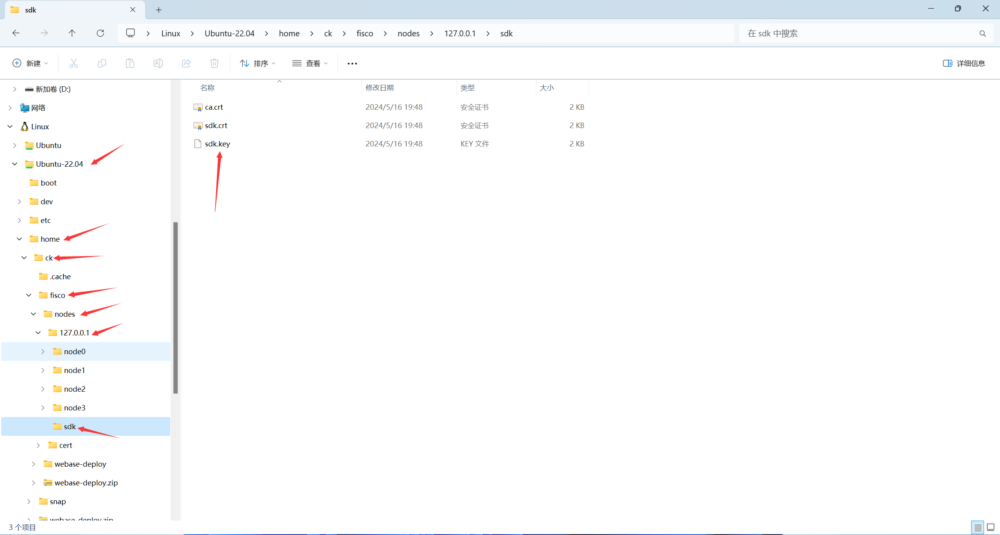 sdk
Linux > Ubuntu-22.04 > home > ck > fisco > nodes > 127.0.0.1 > sdk
在 sdk 中搜索
新建
排序
查看
详细信息
新加卷 (D:)
网络
Linux
Ubuntu
Ubuntu-22.04
boot
dev
etc
home
ck
.cache
fisco
nodes
127.0.0.1
node0
node1
node2
node3
sdk
cert
webase-deploy
webase-deploy.zip
snap
webase-deploy.zip
名称 修改日期 类型 大小
ca.crt 2024/5/16 19:48 安全证书 2 KB
sdk.crt 2024/5/16 19:48 安全证书 2 KB
sdk.key 2024/5/16 19:48 KEY 文件 2 KB
3 个项目